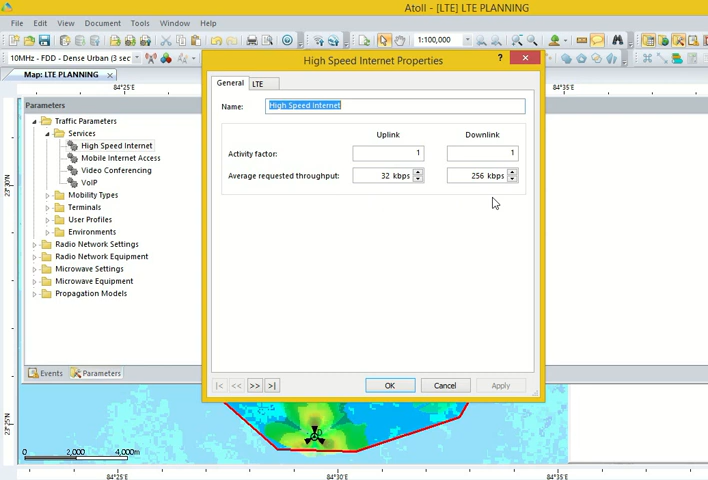 Atoll - [LTE] LTE PLANNING
File Edit View Document Tools Window Help
1:100,000
10MHz - FDD - Dense Urban (3 sec
Map: LTE PLANNING
84°25'E 84°35'E
Parameters
Traffic Parameters
Services
High Speed Internet
Mobile Internet Access
Video Conferencing
VoIP
Mobility Types
Terminals
User Profiles
Environments
Radio Network Settings
Radio Network Equipment
Microwave Settings
Microwave Equipment
Propagation Models
Events Parameters
High Speed Internet Properties
?
General LTE
Name: High Speed Internet
Uplink Downlink
Activity factor: 1 1
Average requested throughput: 32 kbps 256 kbps
|< << >> >|
OK Cancel Apply
0 2,000 4,000m
84°25'E 84°30'E 84°35'E